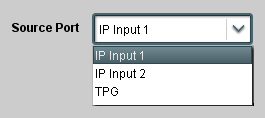 Source Port IP Input 1
IP Input 1
IP Input 2
TPG